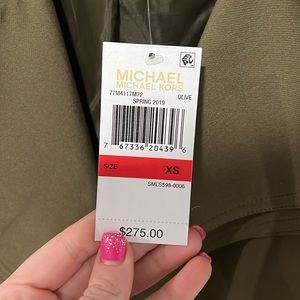 MICHAEL
MICHAEL KORS
77M4117M72 OLIVE
SPRING 2019
7 67336 20439 6
SIZE XS
SMLS598-0006
$275.00